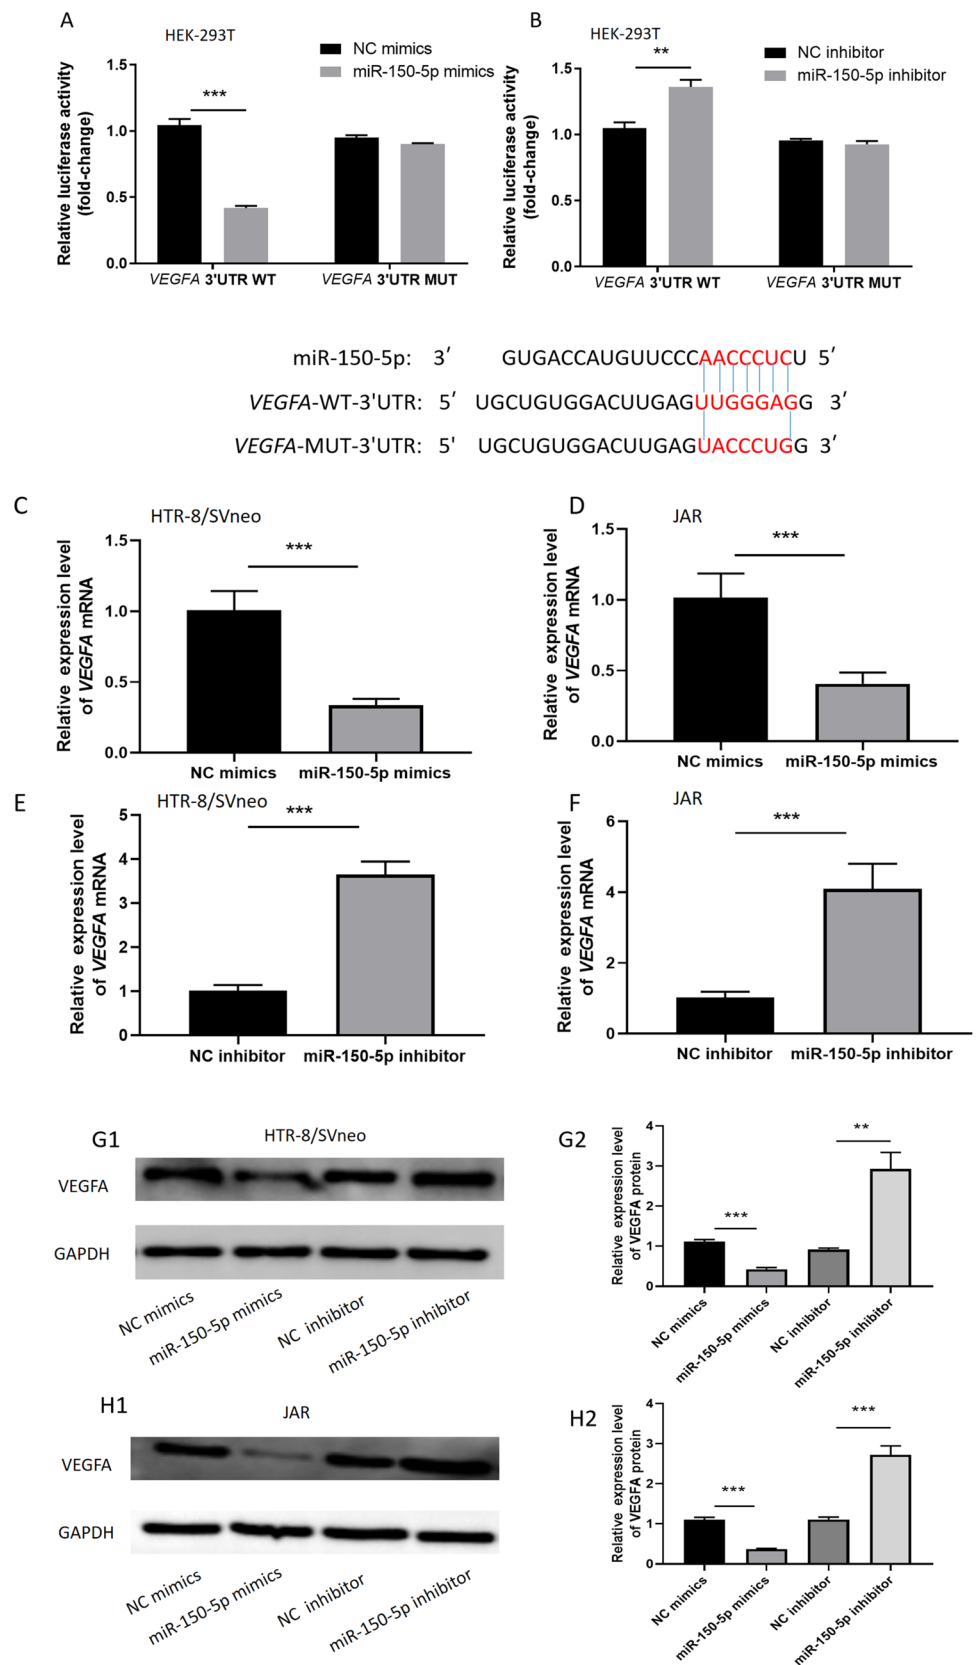 A
HEK-293T
NC mimics
miR-150-5p mimics
Relative luciferase activity
(fold-change)
1.5
1.0
0.5
0.0
***
VEGFA 3'UTR WT
VEGFA 3'UTR MUT
B
HEK-293T
NC inhibitor
miR-150-5p inhibitor
Relative luciferase activity
(fold-change)
1.5
1.0
0.5
0.0
**
VEGFA 3'UTR WT
VEGFA 3'UTR MUT
miR-150-5p: 3′ GUGACCAUGUUCCCAACCCUCU 5′
VEGFA-WT-3'UTR: 5′ UGCUGUGGACUUGAGUUGGGAGG 3′
VEGFA-MUT-3'UTR: 5' UGCUGUGGACUUGAGUACCCUGG 3′
C
HTR-8/SVneo
Relative expression level
of VEGFA mRNA
1.5
1.0
0.5
0.0
***
NC mimics
miR-150-5p mimics
D
JAR
Relative expression level
of VEGFA mRNA
1.5
1.0
0.5
0.0
***
NC mimics
miR-150-5p mimics
E
HTR-8/SVneo
Relative expression level
of VEGFA mRNA
5
4
3
2
1
0
***
NC inhibitor
miR-150-5p inhibitor
F
JAR
Relative expression level
of VEGFA mRNA
6
4
2
0
***
NC inhibitor
miR-150-5p inhibitor
G1
HTR-8/SVneo
VEGFA
GAPDH
NC mimics
miR-150-5p mimics
NC inhibitor
miR-150-5p inhibitor
G2
Relative expression level
of VEGFA protein
4
3
2
1
0
***
**
NC mimics
miR-150-5p mimics
NC inhibitor
miR-150-5p inhibitor
H1
JAR
VEGFA
GAPDH
NC mimics
miR-150-5p mimics
NC inhibitor
miR-150-5p inhibitor
H2
Relative expression level
of VEGFA protein
4
3
2
1
0
***
***
NC mimics
miR-150-5p mimics
NC inhibitor
miR-150-5p inhibitor